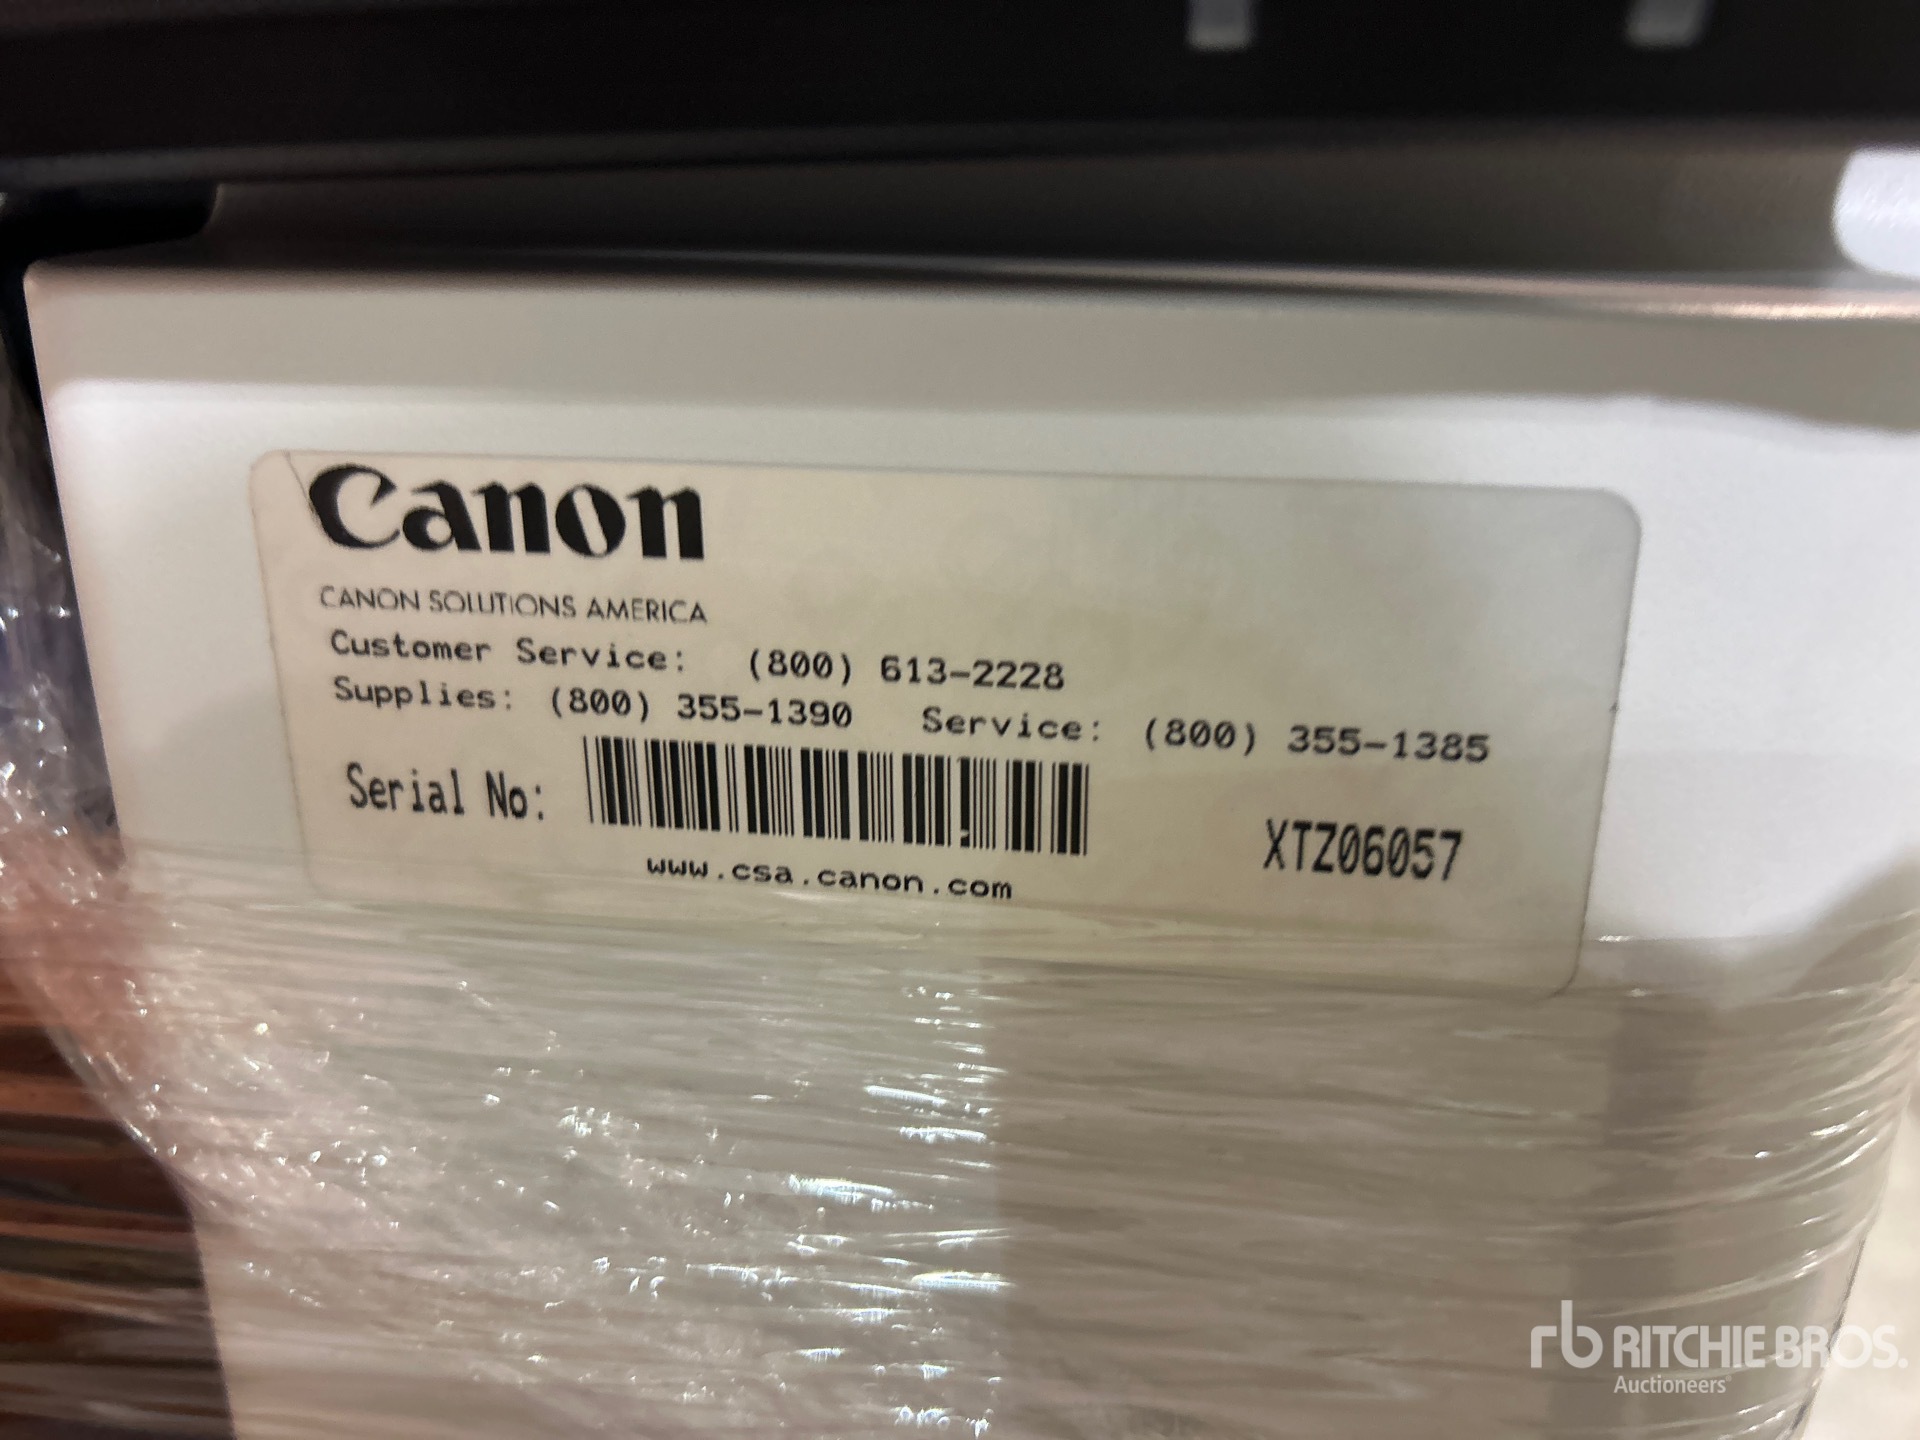 Canon
CANON SOLUTIONS AMERICA
Customer Service: (800) 613-2228
Supplies: (800) 355-1390 Service: (800) 355-1385
Serial No: XTZ06057
www.csa.canon.com
rb RITCHIE BROS.
Auctioneers